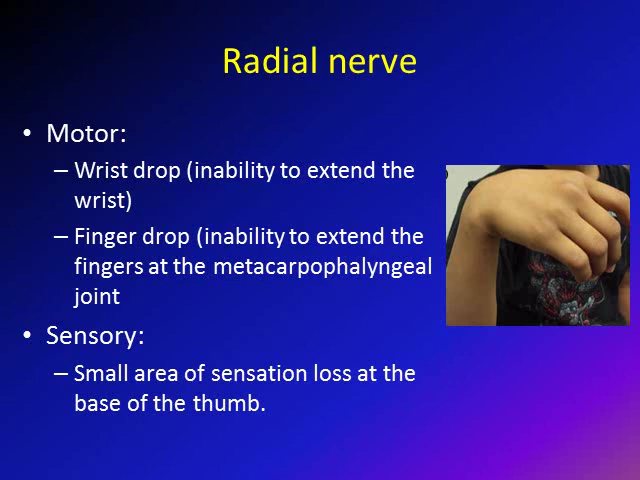 Radial nerve
• Motor:
– Wrist drop (inability to extend the
wrist)
– Finger drop (inability to extend the
fingers at the metacarpophalyngeal
joint
• Sensory:
– Small area of sensation loss at the
base of the thumb.